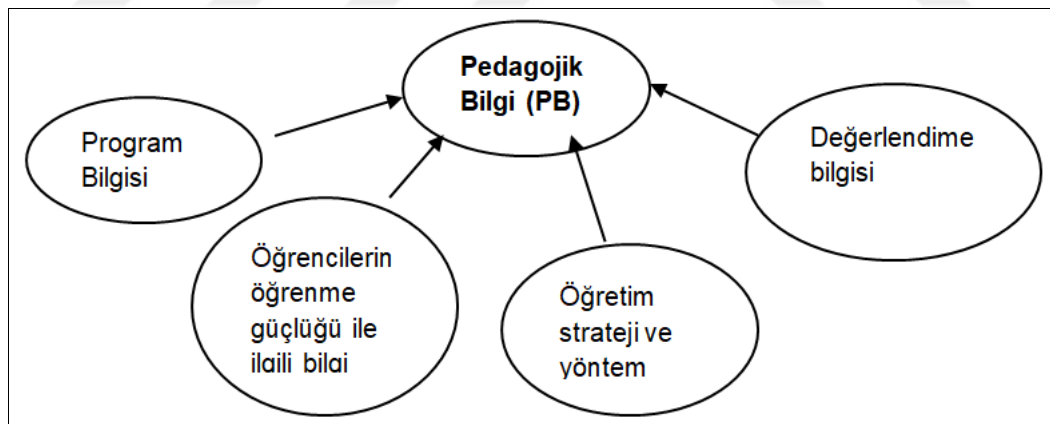 Pedagojik
Bilgi (PB)
Program
Bilgisi
Değerlendime
bilgisi
Öğrencilerin
öğrenme
güçlüğü ile
ilgili bilgi
Öğretim
strateji ve
yöntem